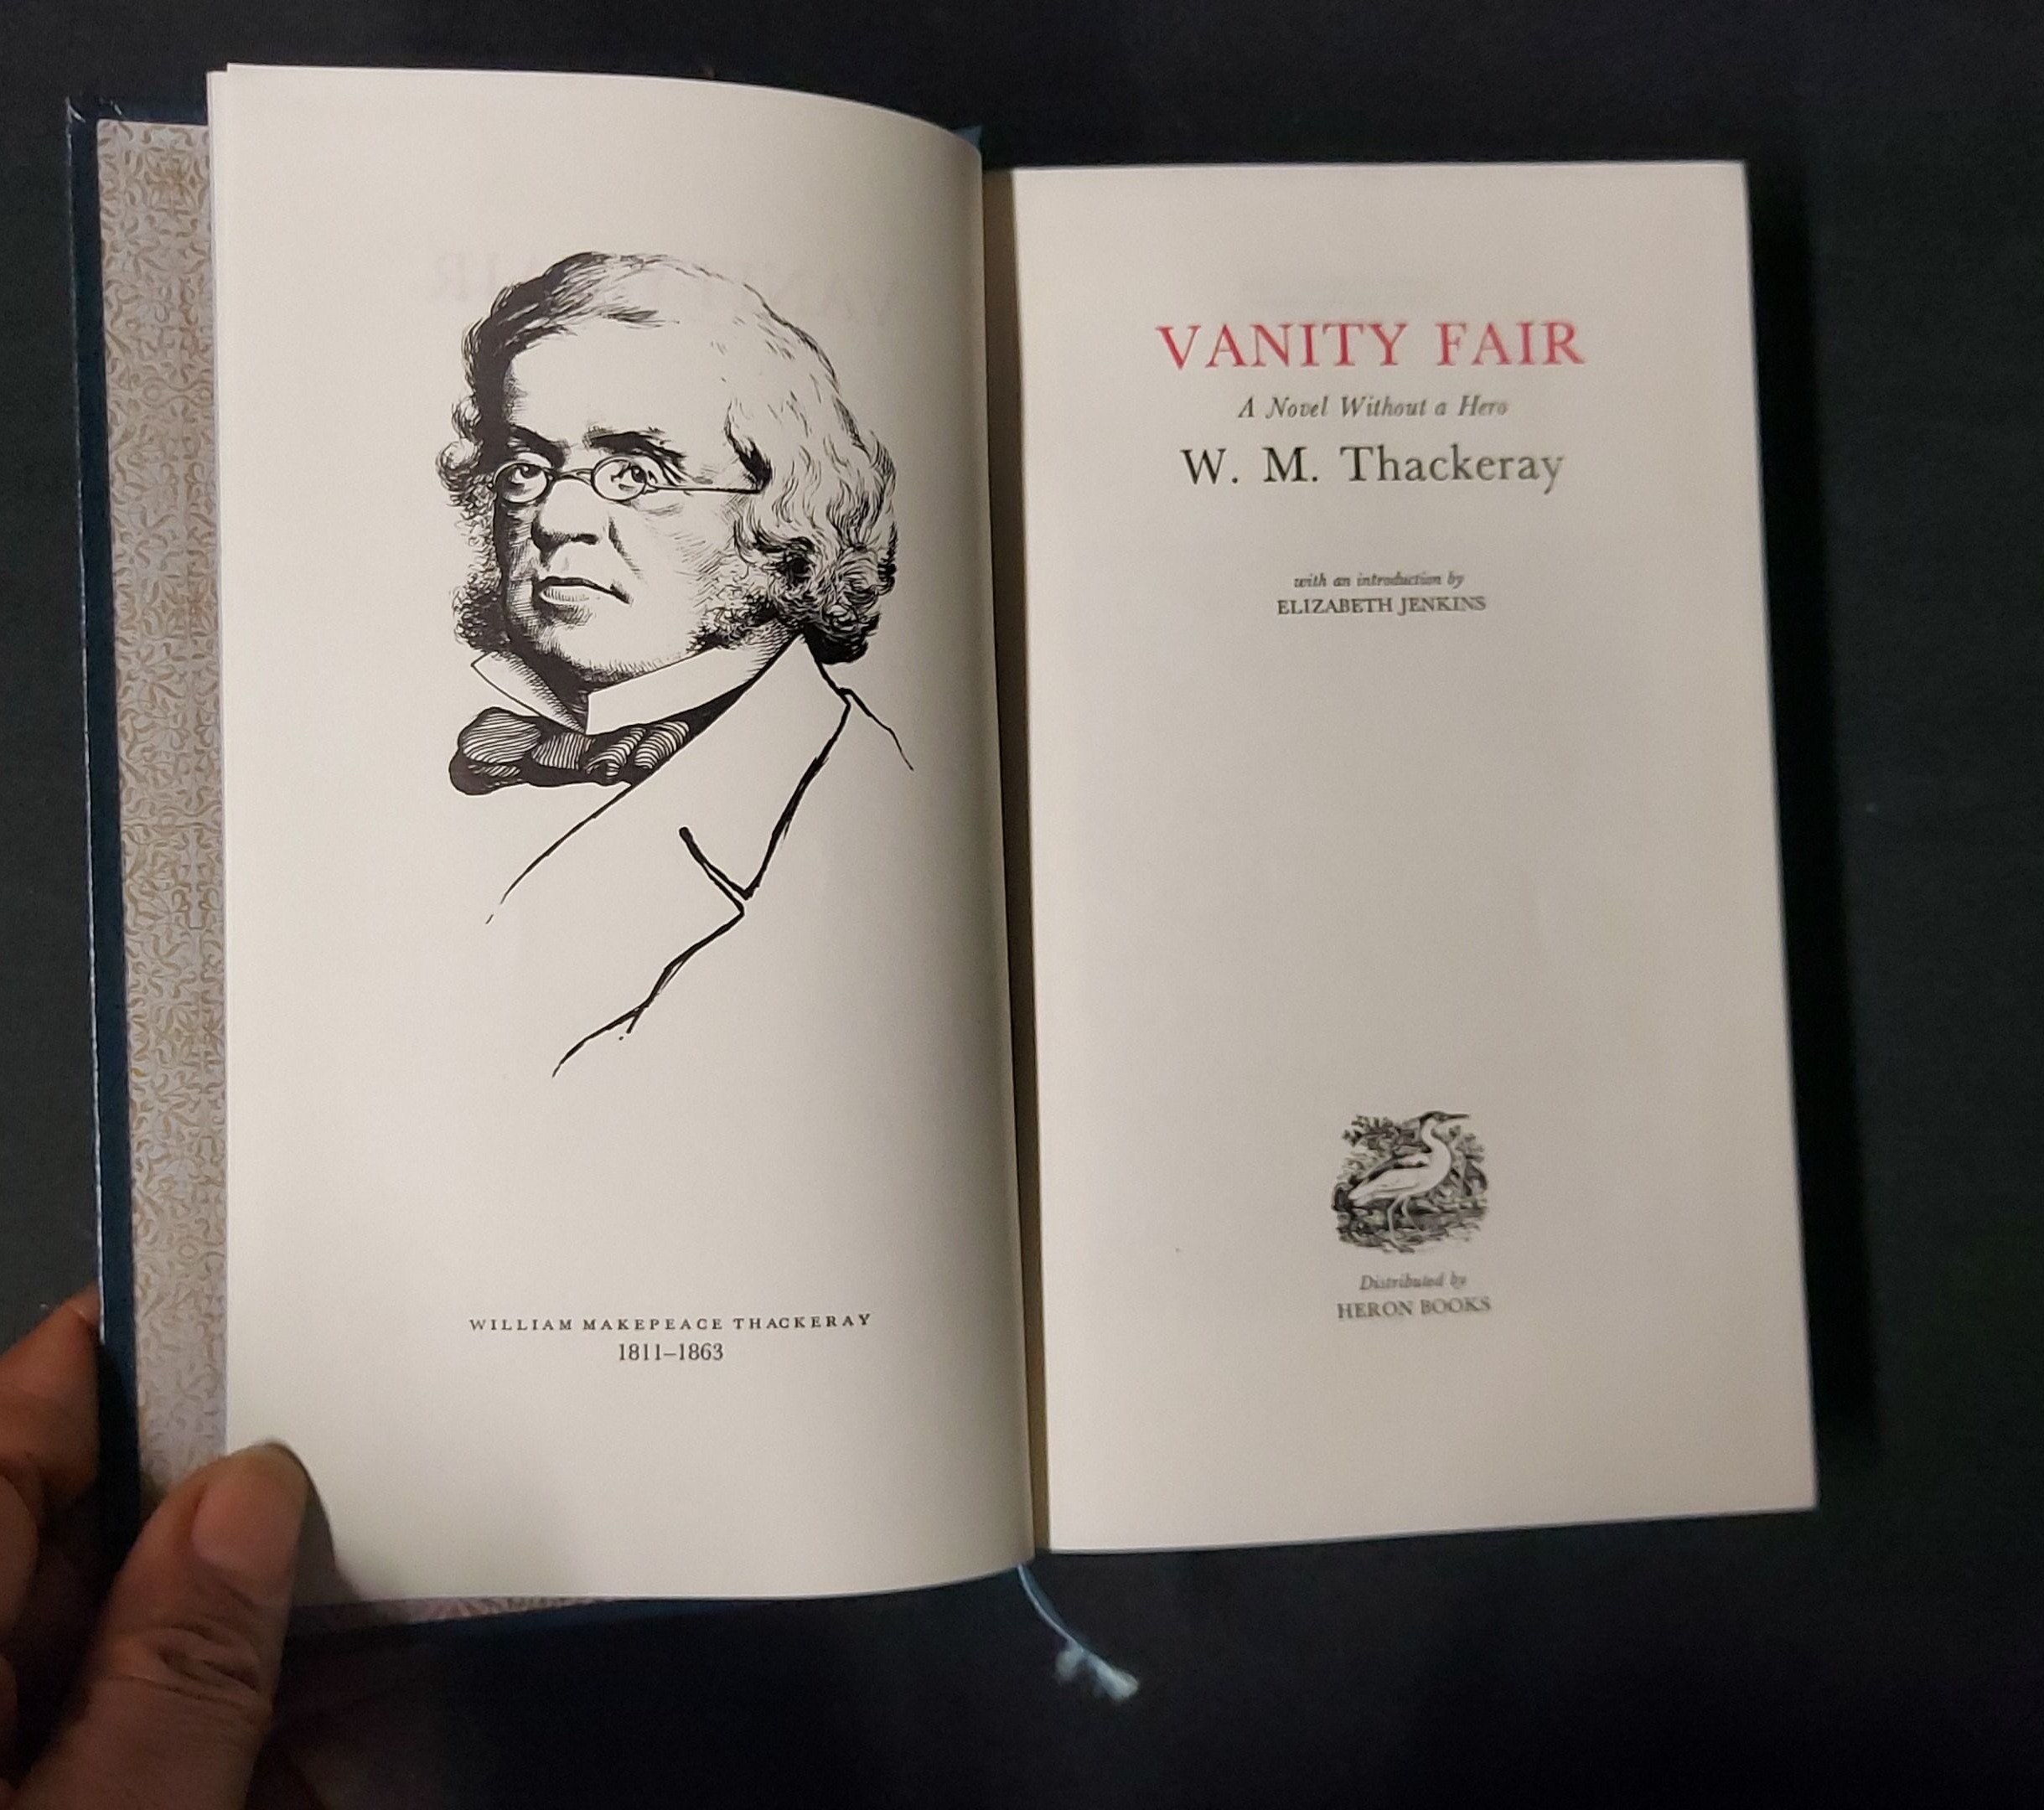 WILLIAM MAKEPEACE THACKERAY
1811–1863
VANITY FAIR
A Novel Without a Hero
W. M. Thackeray
with an introduction by
ELIZABETH JENKINS
Distributed by
HERON BOOKS